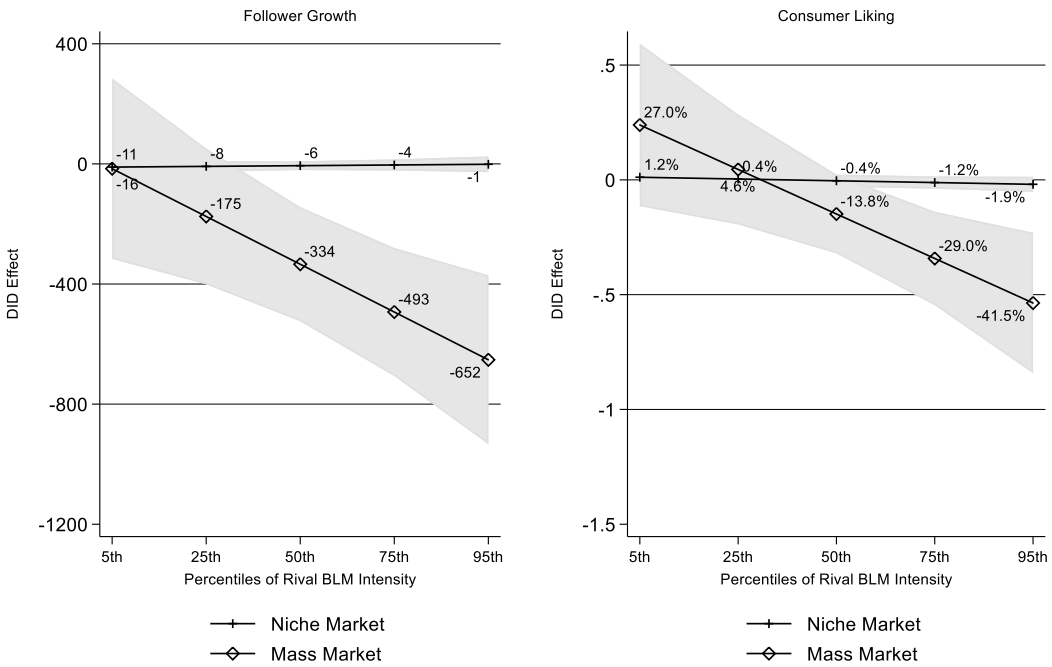 Follower Growth
400
0
-400
-800
-1200
DID Effect
-11
-8
-6
-4
-1
-16
-175
-334
-493
-652
5th
25th
50th
75th
95th
Percentiles of Rival BLM Intensity
Niche Market
Mass Market
Consumer Liking
.5
0
-.5
-1
-1.5
DID Effect
27.0%
1.2%
0.4%
4.6%
-0.4%
-1.2%
-1.9%
-13.8%
-29.0%
-41.5%
5th
25th
50th
75th
95th
Percentiles of Rival BLM Intensity
Niche Market
Mass Market